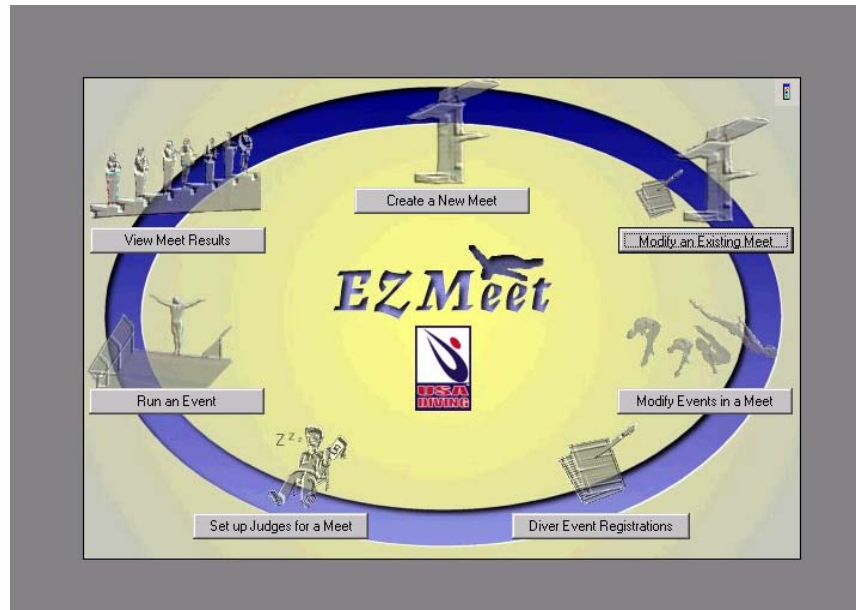 Create a New Meet
View Meet Results
Modify an Existing Meet
EZMeet
USA
DIVING
Run an Event
Modify Events in a Meet
Zzzz
Set up Judges for a Meet
Diver Event Registrations